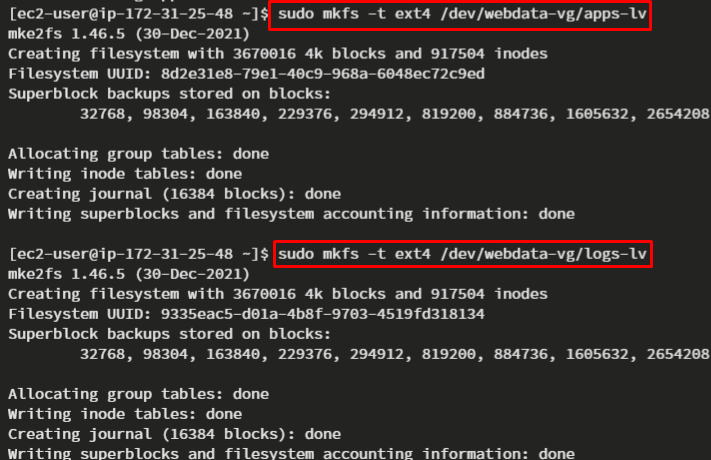 [ec2-user@ip-172-31-25-48 ~]$ sudo mkfs -t ext4 /dev/webdata-vg/apps-lv
mke2fs 1.46.5 (30-Dec-2021)
Creating filesystem with 3670016 4k blocks and 917504 inodes
Filesystem UUID: 8d2e31e8-79e1-40c9-968a-6048ec72c9ed
Superblock backups stored on blocks:
        32768, 98304, 163840, 229376, 294912, 819200, 884736, 1605632, 2654208
Allocating group tables: done
Writing inode tables: done
Creating journal (16384 blocks): done
Writing superblocks and filesystem accounting information: done
[ec2-user@ip-172-31-25-48 ~]$ sudo mkfs -t ext4 /dev/webdata-vg/logs-lv
mke2fs 1.46.5 (30-Dec-2021)
Creating filesystem with 3670016 4k blocks and 917504 inodes
Filesystem UUID: 9335eac5-d01a-4b8f-9703-4519fd318134
Superblock backups stored on blocks:
        32768, 98304, 163840, 229376, 294912, 819200, 884736, 1605632, 2654208
Allocating group tables: done
Writing inode tables: done
Creating journal (16384 blocks): done
Writing superblocks and filesystem accounting information: done